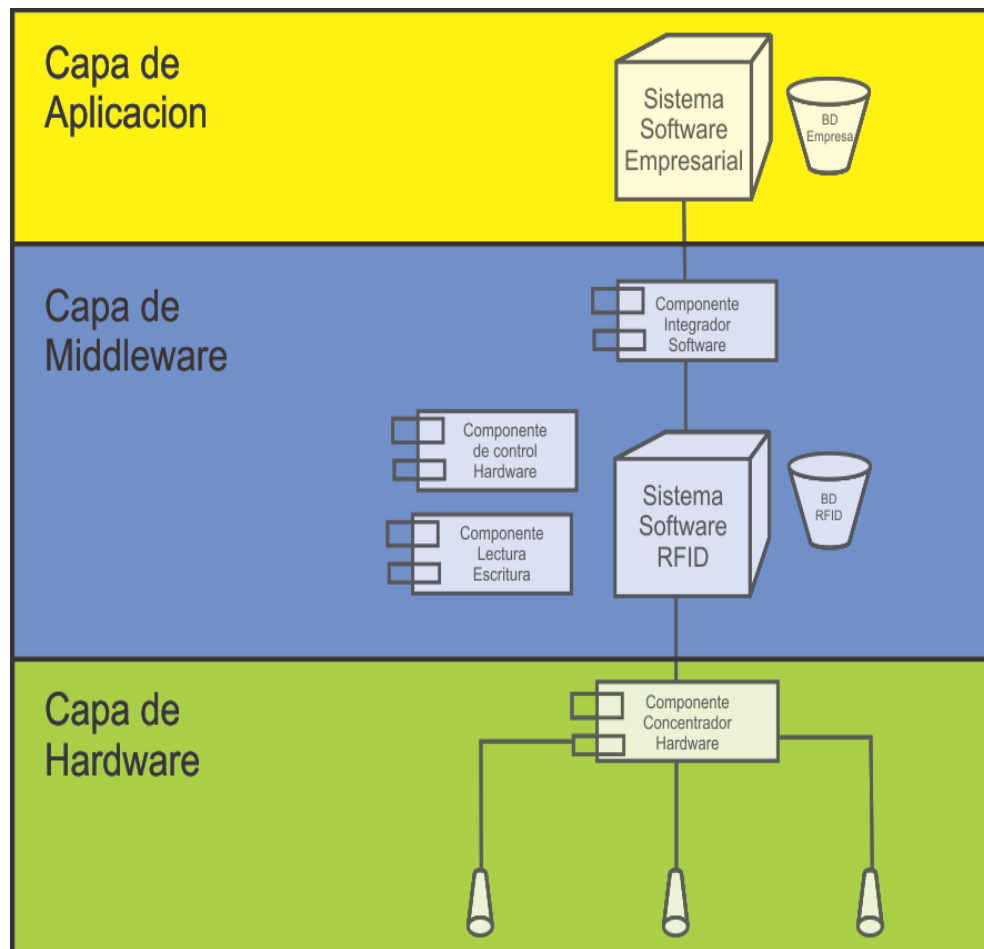 Capa de
Aplicacion
Sistema
Software
Empresarial
BD
Empresa
Capa de
Middleware
Componente
Integrador
Software
Componente
de control
Hardware
Componente
Lectura
Escritura
Sistema
Software
RFID
BD
RFID
Capa de
Hardware
Componente
Concentrador
Hardware